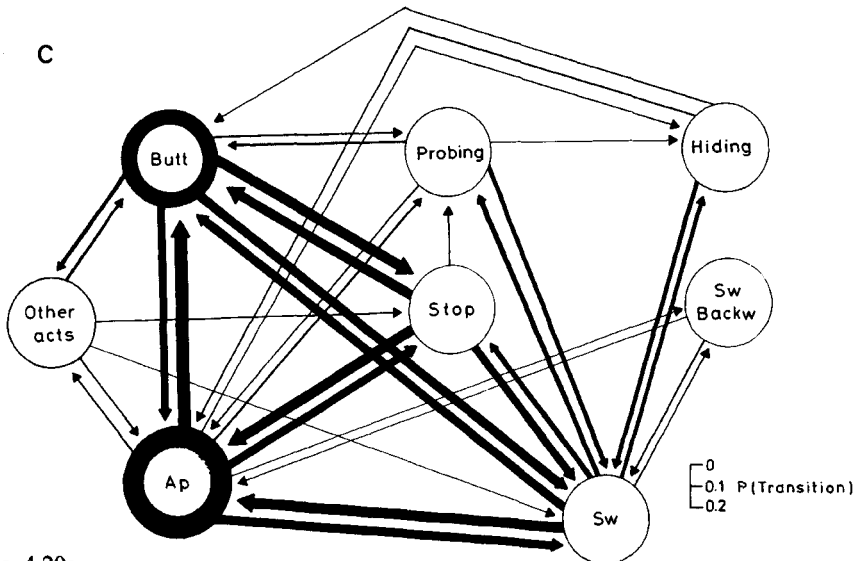 C
Butt
Probing
Hiding
Other
acts
Stop
Sw
Backw
Ap
Sw
0
0.1 P(Transition)
0.2